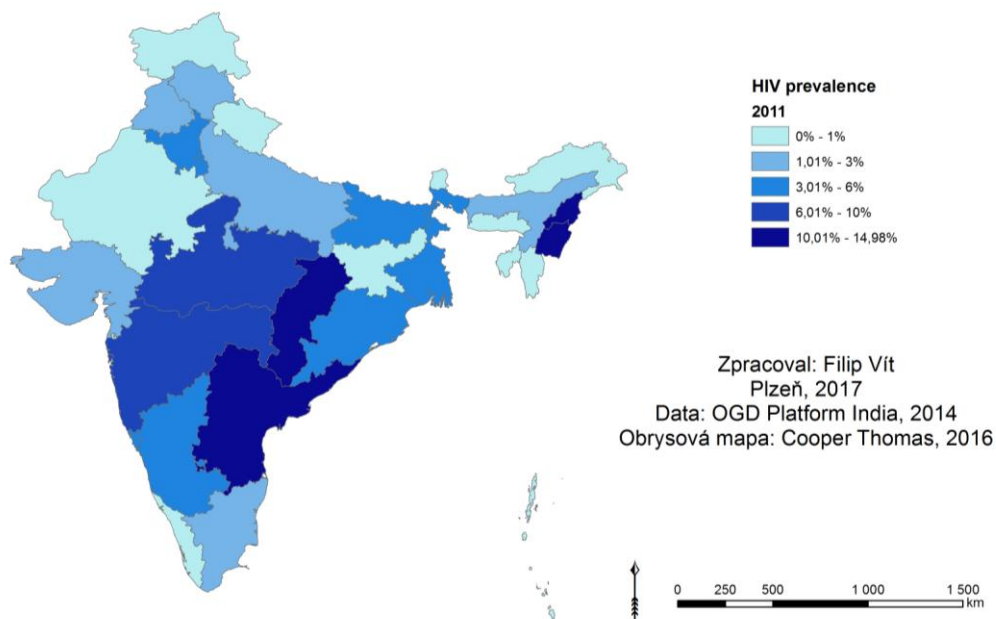 HIV prevalence
2011
0% - 1%
1,01% - 3%
3,01% - 6%
6,01% - 10%
10,01% - 14,98%
Zpracoval: Filip Vít
Plzeň, 2017
Data: OGD Platform India, 2014
Obrysová mapa: Cooper Thomas, 2016
0 250 500 1 000 1 500
km